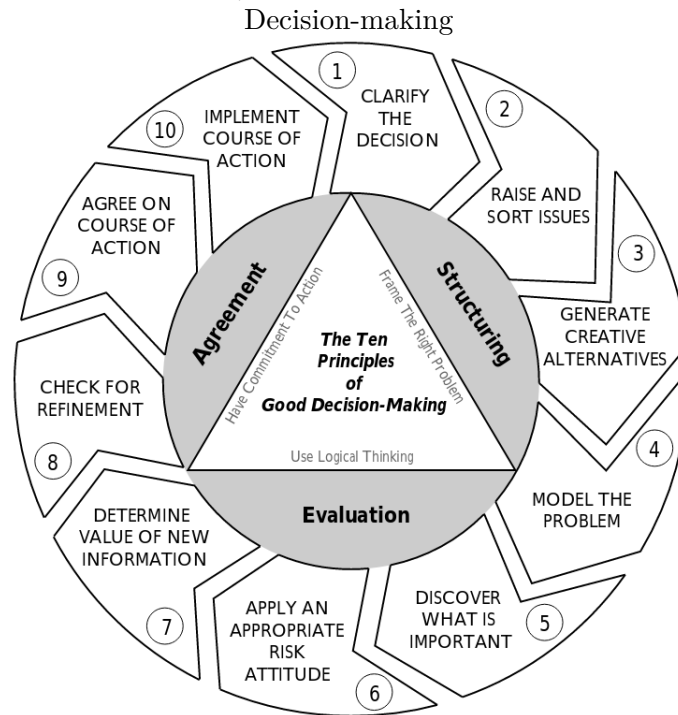 Decision-making
1
CLARIFY
THE
DECISION
2
RAISE AND
SORT ISSUES
3
GENERATE
CREATIVE
ALTERNATIVES
4
MODEL THE
PROBLEM
5
DISCOVER
WHAT IS
IMPORTANT
6
APPLY AN
APPROPRIATE
RISK
ATTITUDE
7
DETERMINE
VALUE OF NEW
INFORMATION
8
CHECK FOR
REFINEMENT
9
AGREE ON
COURSE OF
ACTION
10
IMPLEMENT
COURSE OF
ACTION
Agreement
Structuring
Evaluation
Have Commitment To Action
Frame The Right Problem
Use Logical Thinking
The Ten
Principles
of
Good Decision-Making